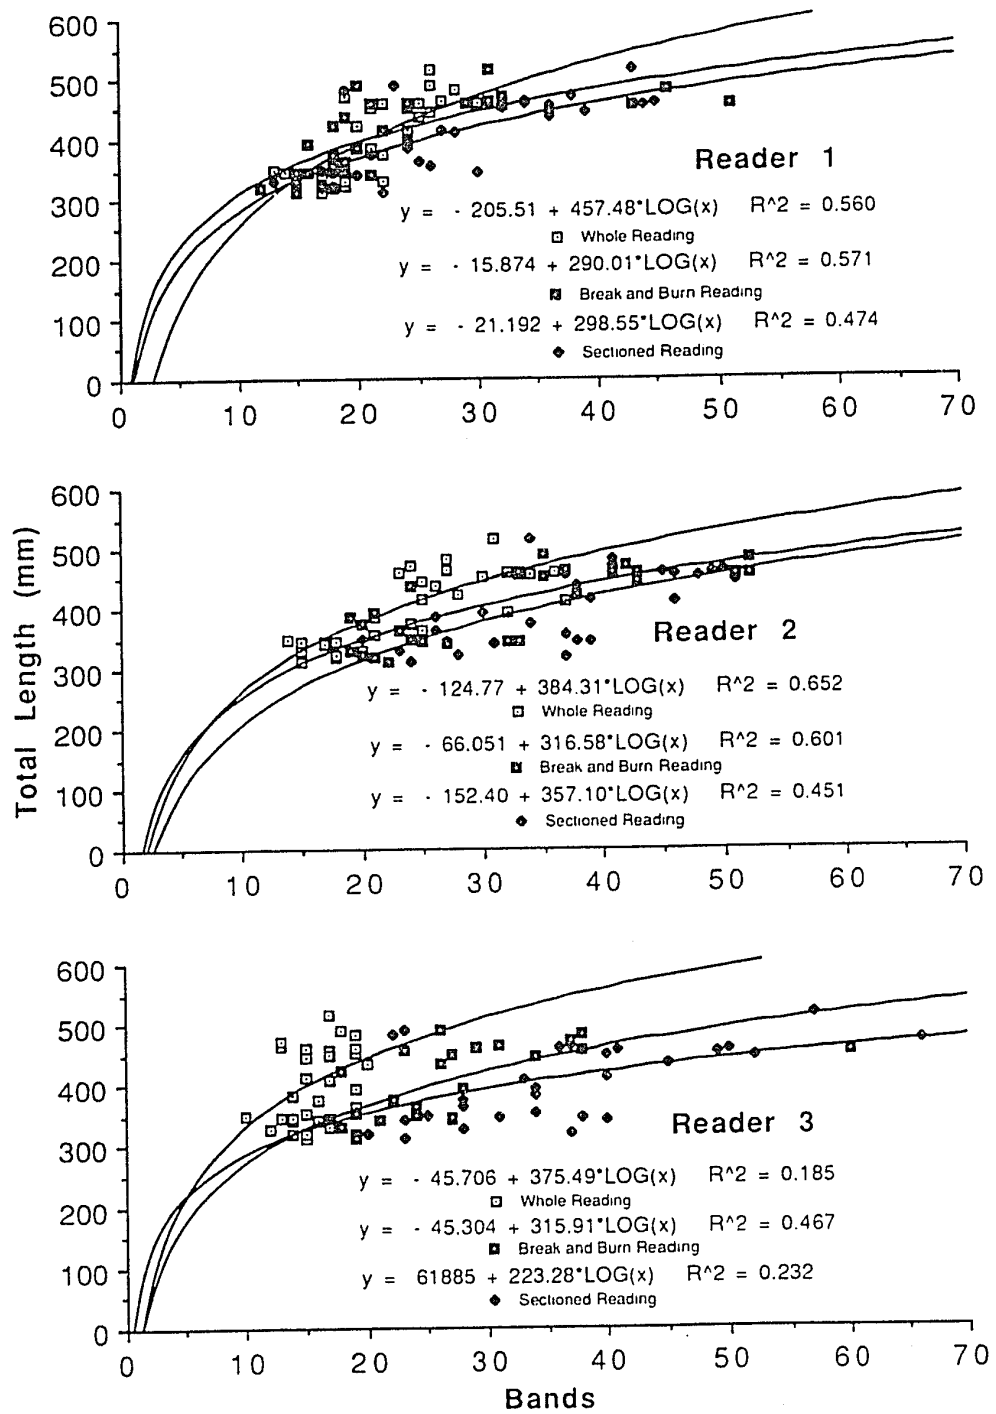 600
500
400
300
200
100
0
Reader 1
y = - 205.51 + 457.48*LOG(x) R^2 = 0.560
Whole Reading
y = - 15.874 + 290.01*LOG(x) R^2 = 0.571
Break and Burn Reading
y = - 21.192 + 298.55*LOG(x) R^2 = 0.474
Sectioned Reading
0 10 20 30 40 50 60 70
Total Length (mm)
600
500
400
300
200
100
0
Reader 2
y = - 124.77 + 384.31*LOG(x) R^2 = 0.652
Whole Reading
y = - 66.051 + 316.58*LOG(x) R^2 = 0.601
Break and Burn Reading
y = - 152.40 + 357.10*LOG(x) R^2 = 0.451
Sectioned Reading
0 10 20 30 40 50 60 70
600
500
400
300
200
100
0
Reader 3
y = - 45.706 + 375.49*LOG(x) R^2 = 0.185
Whole Reading
y = - 45.304 + 315.91*LOG(x) R^2 = 0.467
Break and Burn Reading
y = 61885 + 223.28*LOG(x) R^2 = 0.232
Sectioned Reading
0 10 20 30 40 50 60 70
Bands